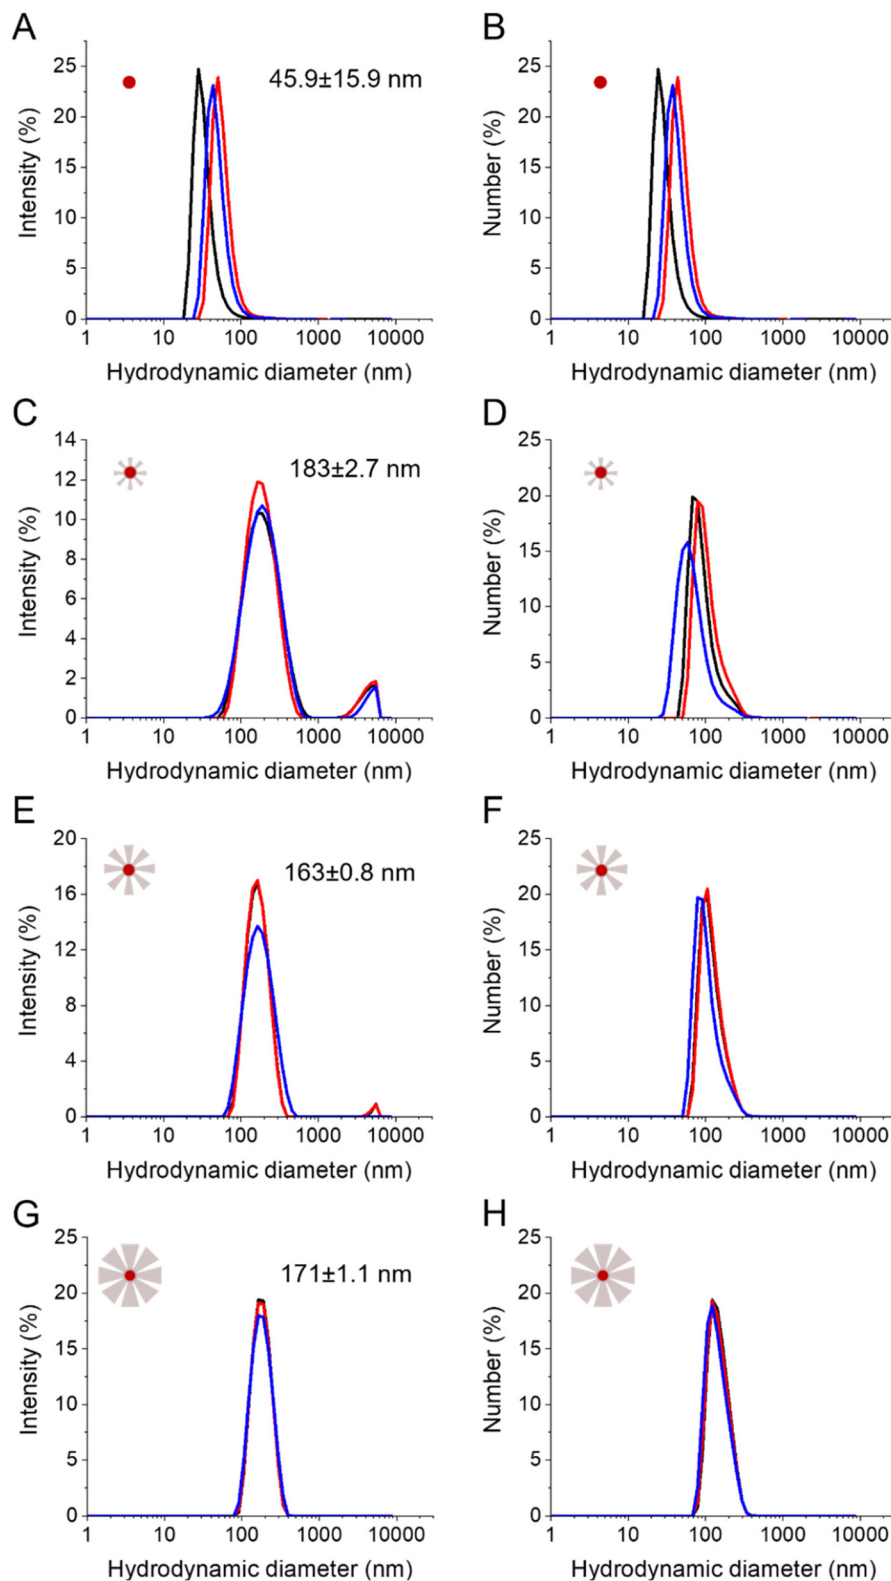 A
25
20
15
10
5
0
Intensity (%)
45.9±15.9 nm
1 10 100 1000 10000
Hydrodynamic diameter (nm)
B
25
20
15
10
5
0
Number (%)
1 10 100 1000 10000
Hydrodynamic diameter (nm)
C
14
12
10
8
6
4
2
0
Intensity (%)
183±2.7 nm
1 10 100 1000 10000
Hydrodynamic diameter (nm)
D
25
20
15
10
5
0
Number (%)
1 10 100 1000 10000
Hydrodynamic diameter (nm)
E
20
16
12
8
4
0
Intensity (%)
163±0.8 nm
1 10 100 1000 10000
Hydrodynamic diameter (nm)
F
25
20
15
10
5
0
Number (%)
1 10 100 1000 10000
Hydrodynamic diameter (nm)
G
25
20
15
10
5
0
Intensity (%)
171±1.1 nm
1 10 100 1000 10000
Hydrodynamic diameter (nm)
H
25
20
15
10
5
0
Number (%)
1 10 100 1000 10000
Hydrodynamic diameter (nm)